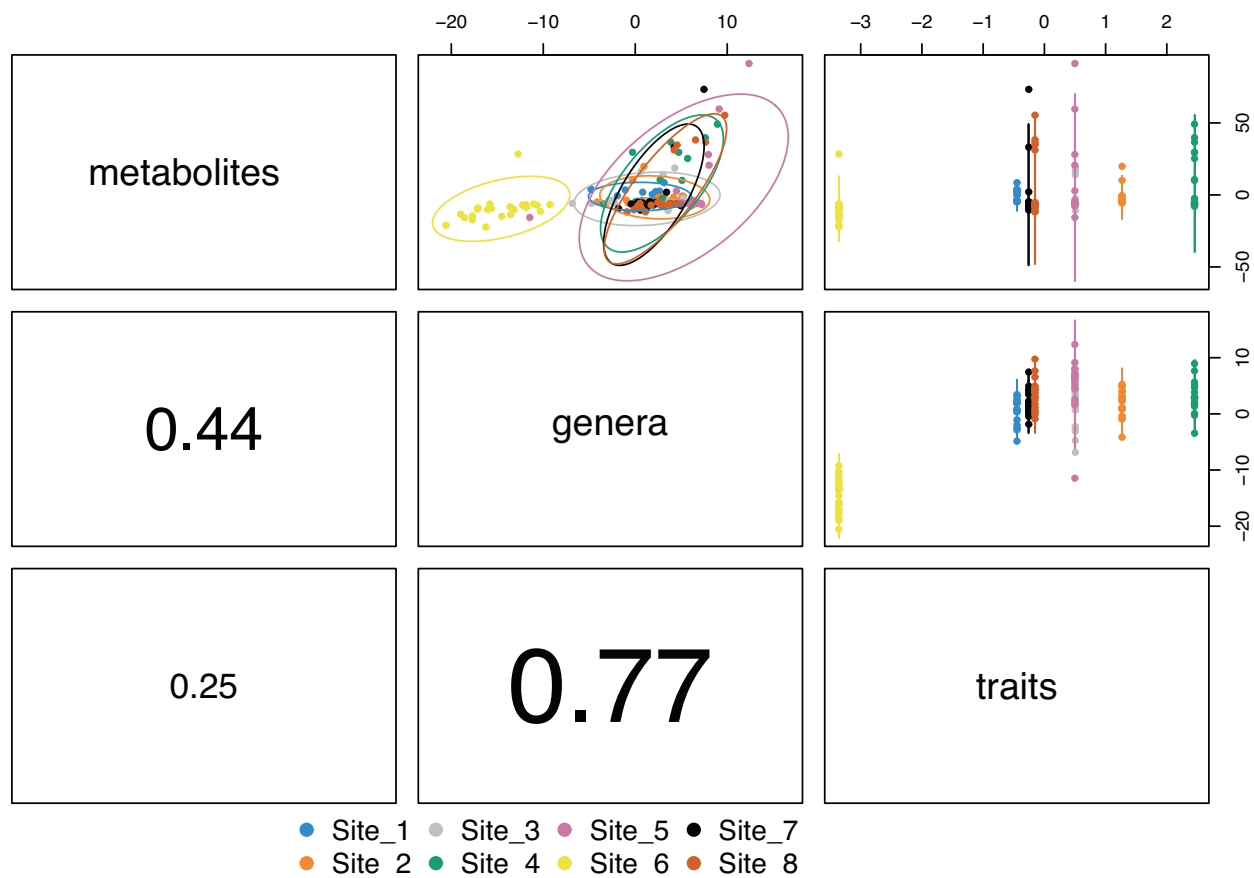 −20 −10 0 10 −3 −2 −1 0 1 2
metabolites
−50 0 50
0.44 genera
−20 −10 0 10
0.25 0.77 traits
Site_1 Site_3 Site_5 Site_7
Site_2 Site_4 Site_6 Site_8